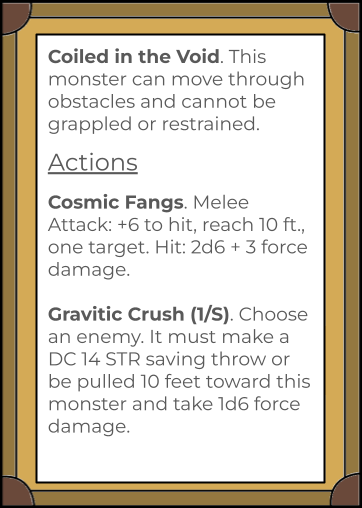 Coiled in the Void. This
monster can move through
obstacles and cannot be
grappled or restrained.
Actions
Cosmic Fangs. Melee
Attack: +6 to hit, reach 10 ft.,
one target. Hit: 2d6 + 3 force
damage.
Gravitic Crush (1/S). Choose
an enemy. It must make a
DC 14 STR saving throw or
be pulled 10 feet toward this
monster and take 1d6 force
damage.